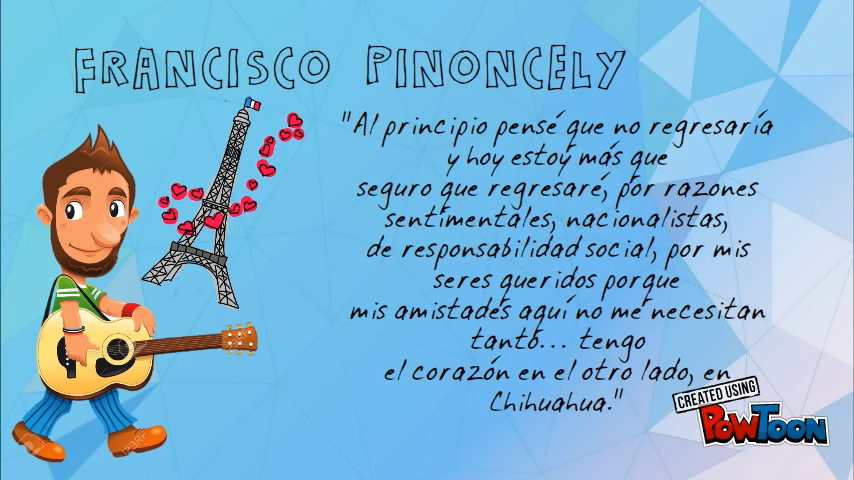 FRANCISCO PINONCELY
"Al principio pensé que no regresaría
y hoy estoy más que
seguro que regresaré, por razones
sentimentales, nacionalistas,
de responsabilidad social, por mis
seres queridos porque
mis amistades aquí no me necesitan
tanto... tengo
el corazón en el otro lado, en
Chihuahua."
CREATED USING
POWTOON